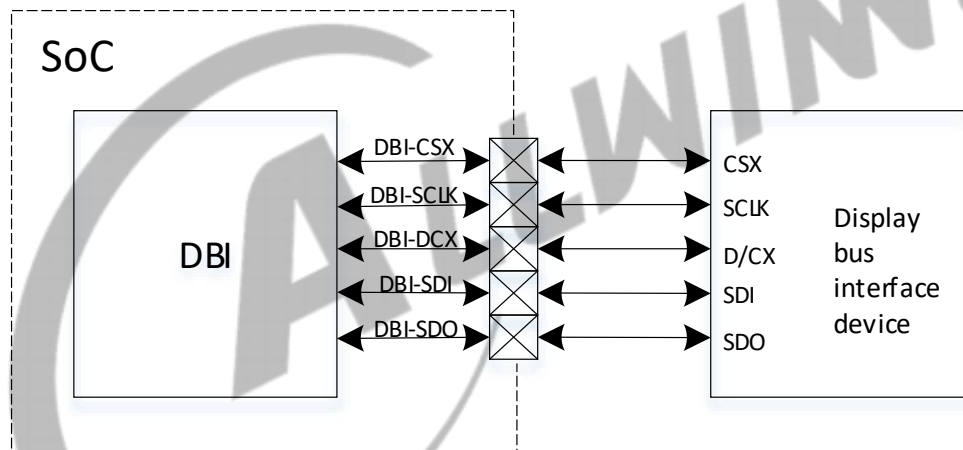 SoC
DBI
DBI-CSX
DBI-SCLK
DBI-DCX
DBI-SDI
DBI-SDO
CSX
SCLK
D/CX
SDI
SDO
Display
bus
interface
device
ALLWIN